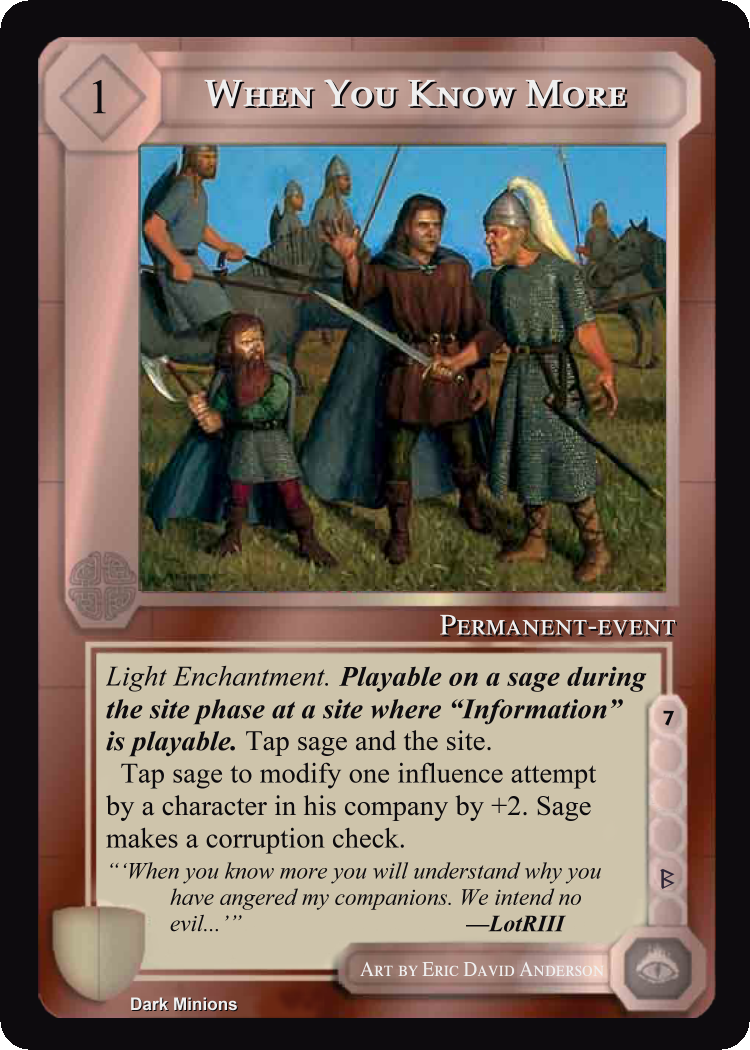 1
When You Know More
Permanent-event
Light Enchantment. Playable on a sage during
the site phase at a site where “Information”
is playable. Tap sage and the site.
Tap sage to modify one influence attempt
by a character in his company by +2. Sage
makes a corruption check.
“‘When you know more you will understand why you
have angered my companions. We intend no
evil...’”
—LotRIII
7
Art by Eric David Anderson
Dark Minions